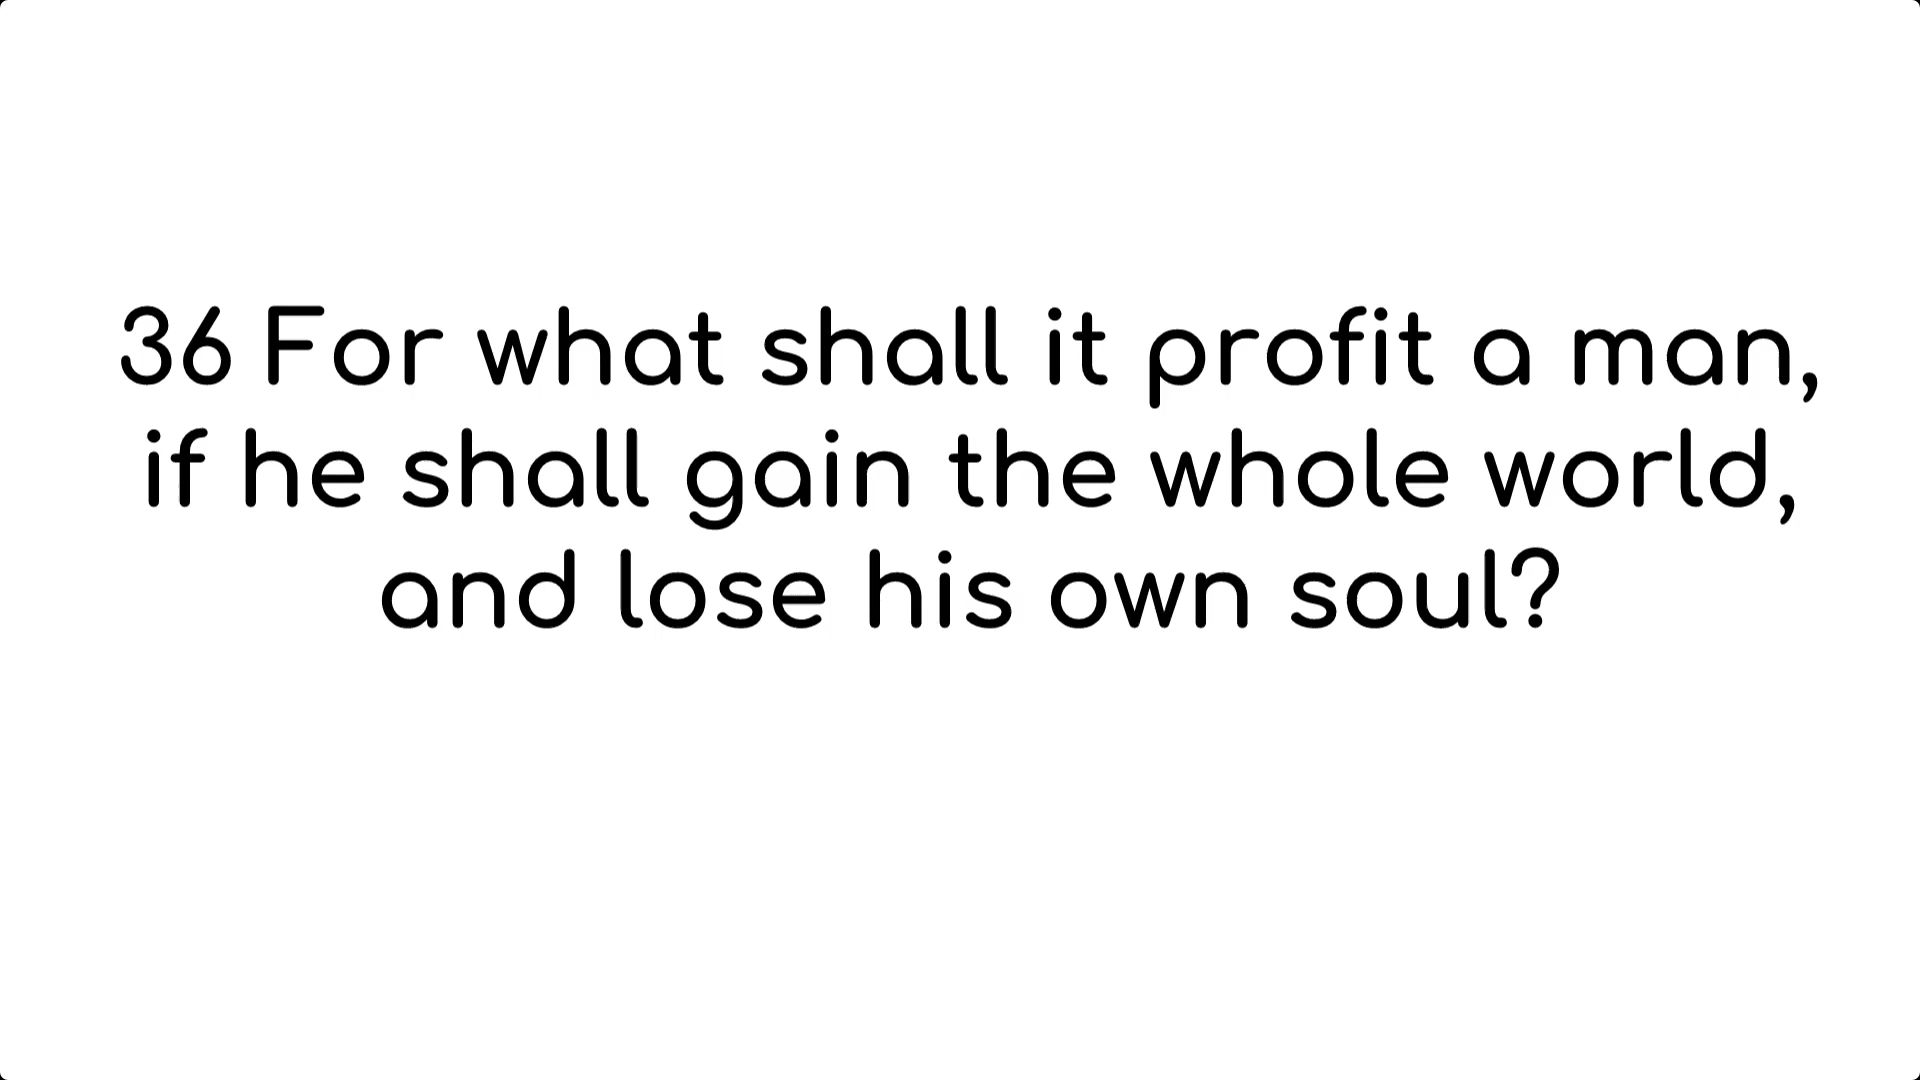 36 For what shall it profit a man,
if he shall gain the whole world,
and lose his own soul?